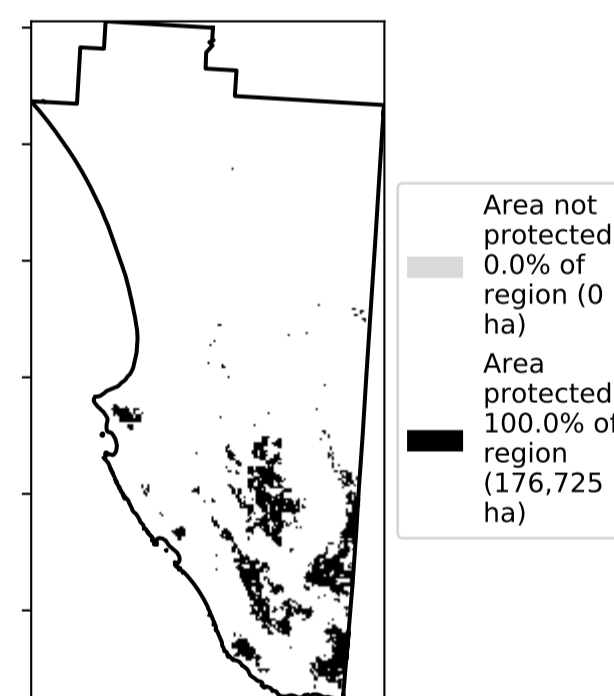 Area not
protected
0.0% of
region (0
ha)
Area
protected
100.0% of
region
(176,725
ha)